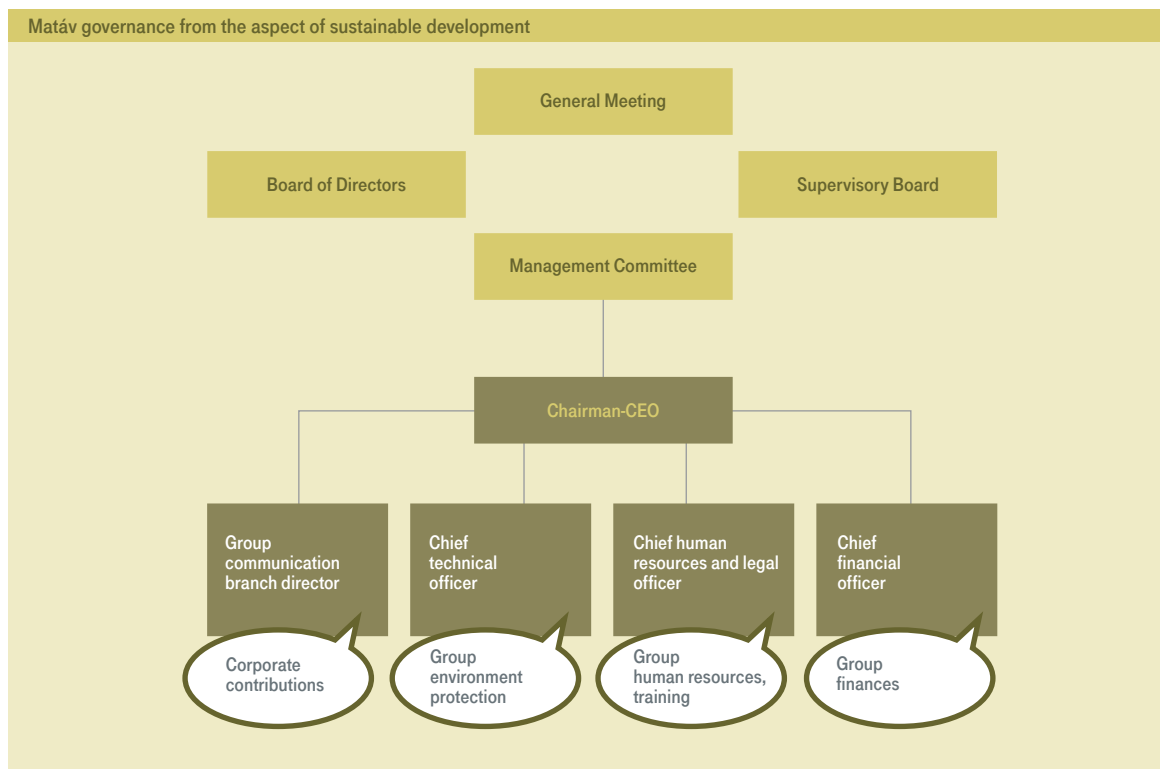 Matáv governance from the aspect of sustainable development
General Meeting
Board of Directors
Supervisory Board
Management Committee
Chairman-CEO
Group
communication
branch director
Chief
technical
officer
Chief human
resources and legal
officer
Chief
financial
officer
Corporate
contributions
Group
environment
protection
Group
human resources,
training
Group
finances